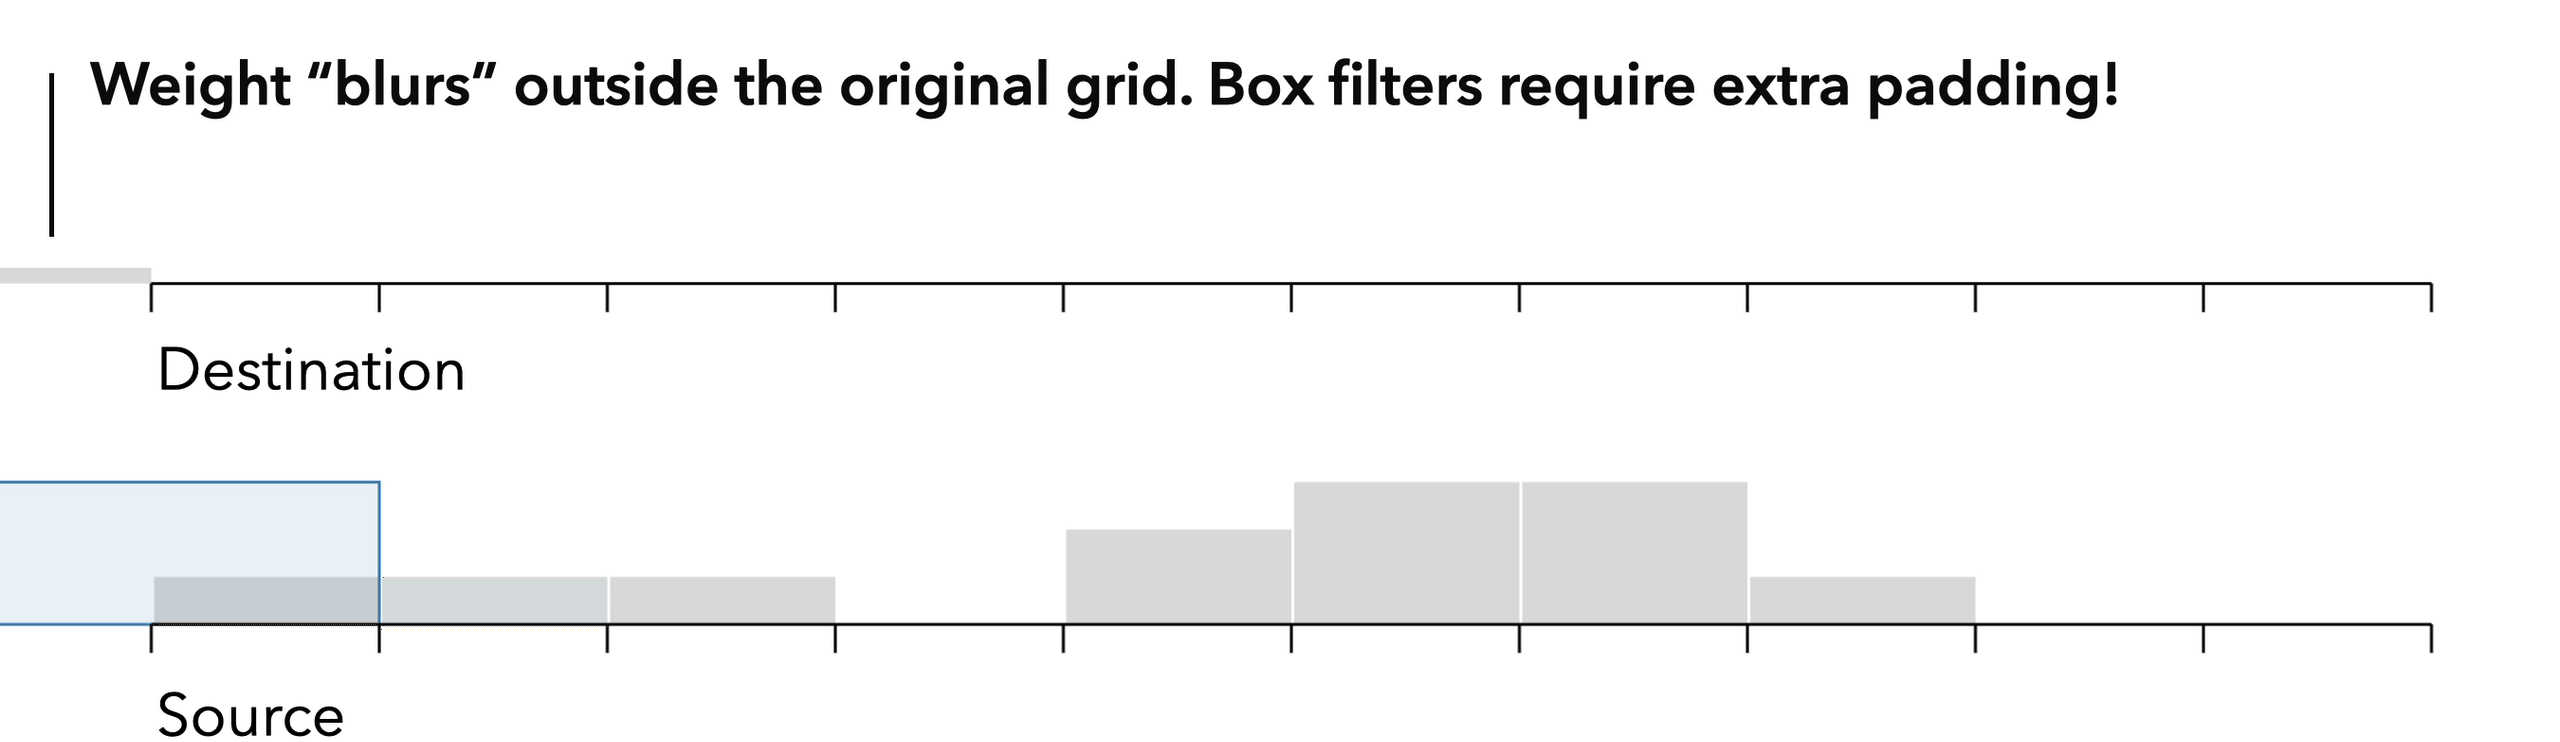 Weight “blurs” outside the original grid. Box filters require extra padding!
Destination
Source